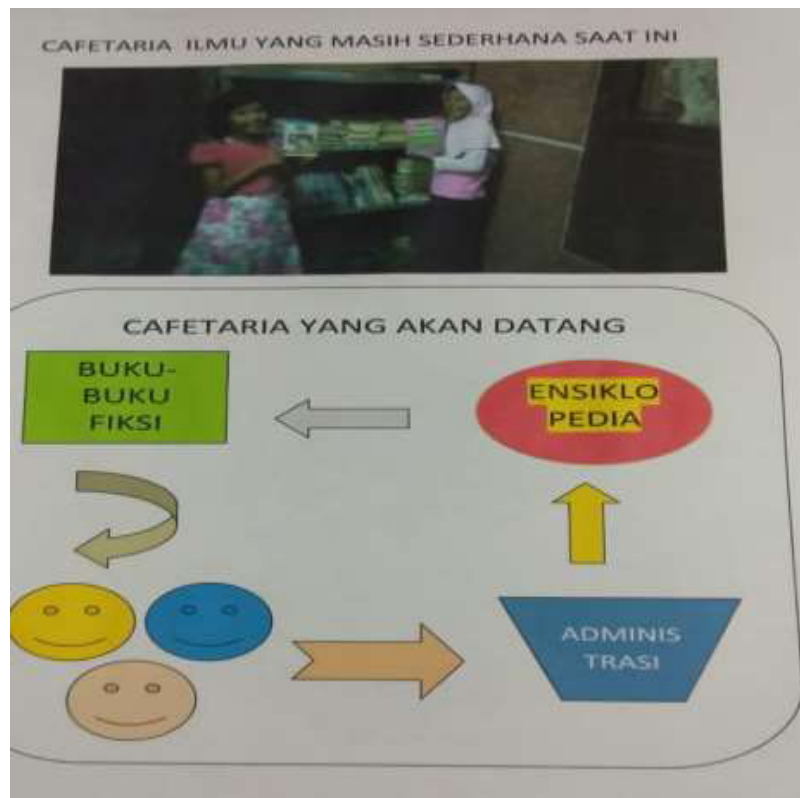 CAFETARIA ILMU YANG MASIH SEDERHANA SAAT INI
CAFETARIA YANG AKAN DATANG
BUKU-
BUKU
FIKSI
ENSIKLO
PEDIA
ADMINIS
TRASI